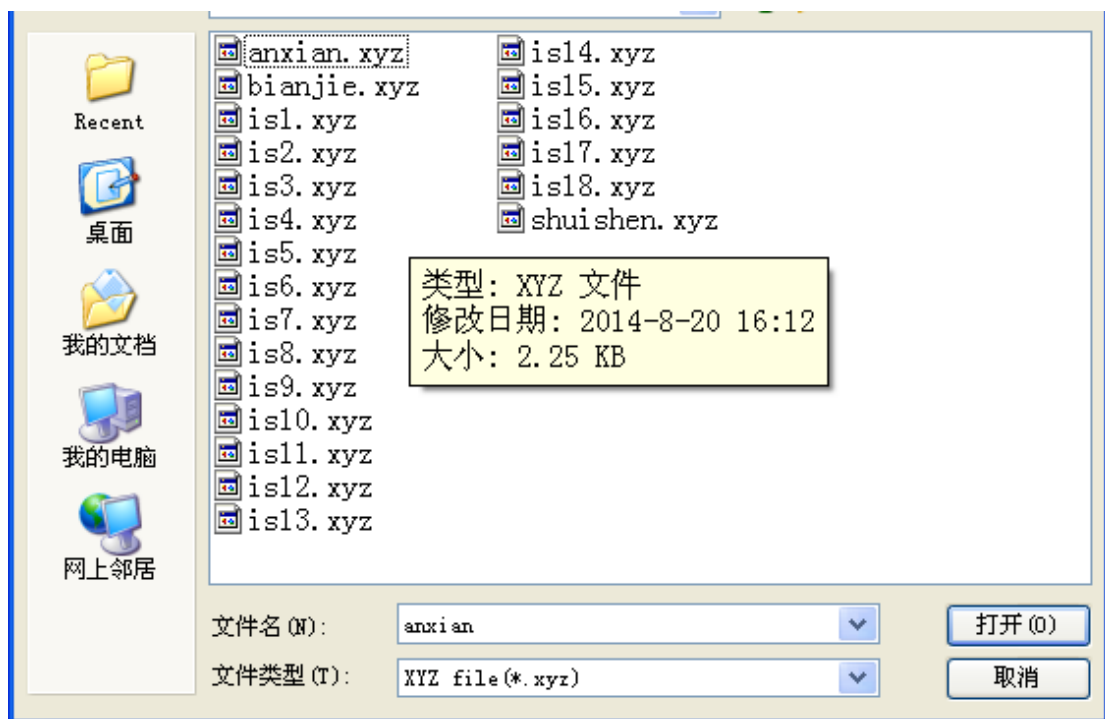 Recent
桌面
我的文档
我的电脑
网上邻居
anxian.xyz
bianjie.xyz
is1.xyz
is2.xyz
is3.xyz
is4.xyz
is5.xyz
is6.xyz
is7.xyz
is8.xyz
is9.xyz
is10.xyz
is11.xyz
is12.xyz
is13.xyz
is14.xyz
is15.xyz
is16.xyz
is17.xyz
is18.xyz
shuishen.xyz
类型: XYZ 文件
修改日期: 2014-8-20 16:12
大小: 2.25 KB
文件名(N): anxian 打开(O)
文件类型(T): XYZ file(*.xyz) 取消